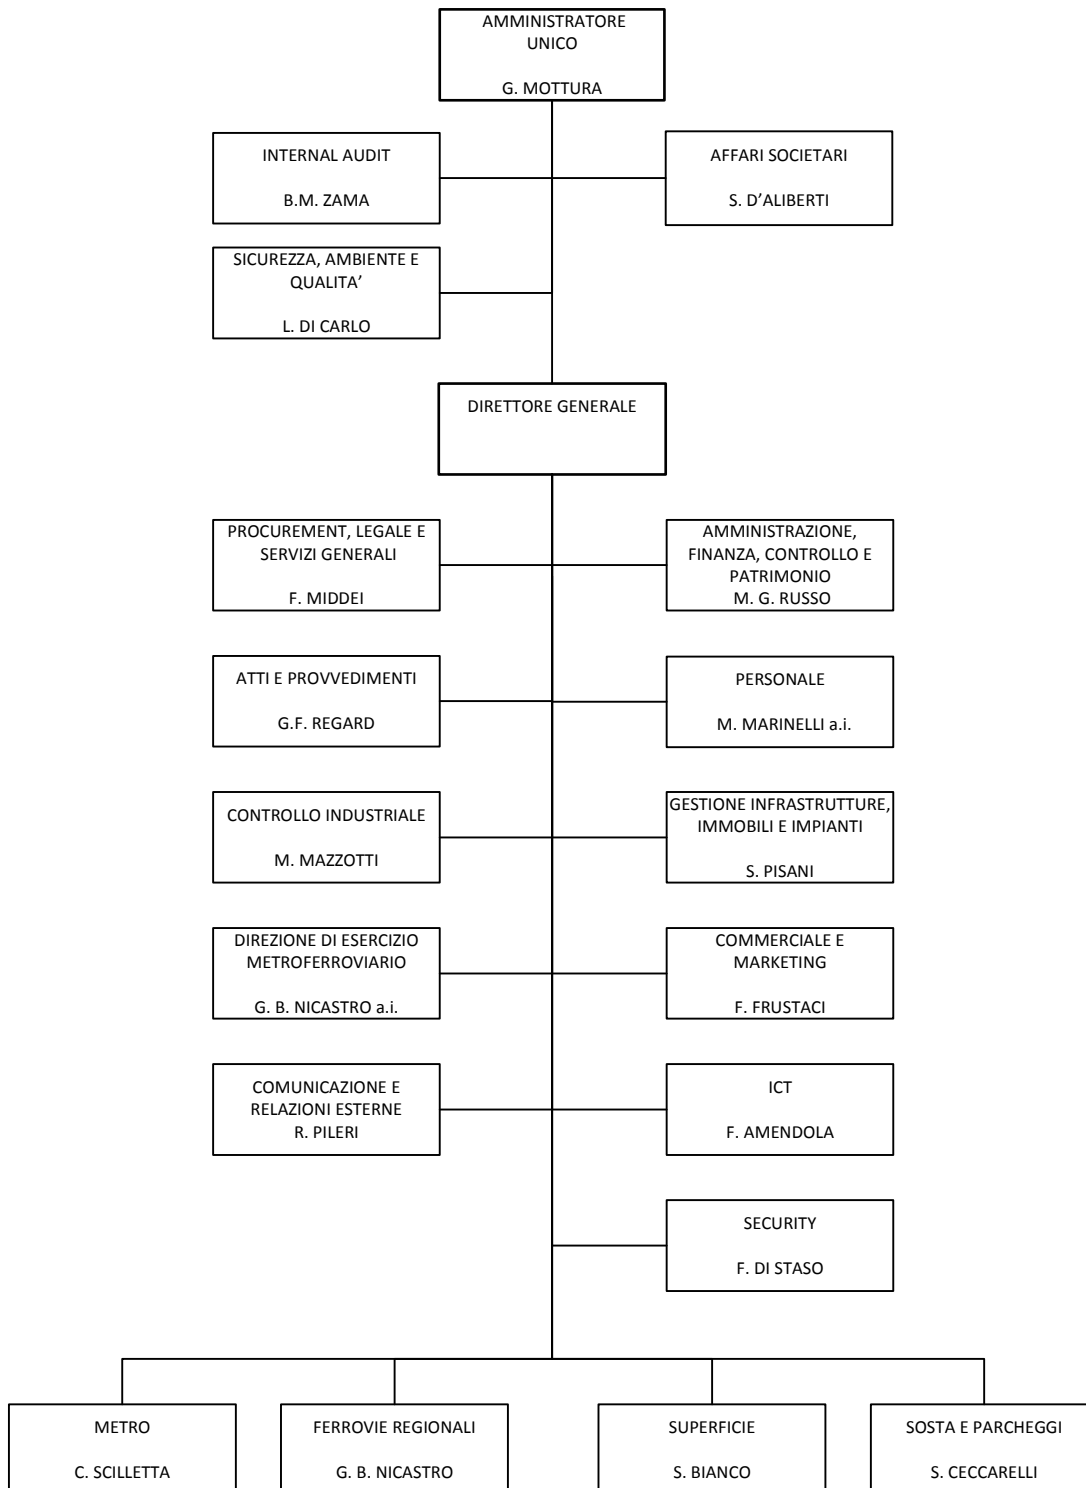 AMMINISTRATORE
UNICO
G. MOTTURA
INTERNAL AUDIT
B.M. ZAMA
AFFARI SOCIETARI
S. D’ALIBERTI
SICUREZZA, AMBIENTE E
QUALITA’
L. DI CARLO
DIRETTORE GENERALE
PROCUREMENT, LEGALE E
SERVIZI GENERALI
F. MIDDEI
AMMINISTRAZIONE,
FINANZA, CONTROLLO E
PATRIMONIO
M. G. RUSSO
ATTI E PROVVEDIMENTI
G.F. REGARD
PERSONALE
M. MARINELLI a.i.
CONTROLLO INDUSTRIALE
M. MAZZOTTI
GESTIONE INFRASTRUTTURE,
IMMOBILI E IMPIANTI
S. PISANI
DIREZIONE DI ESERCIZIO
METROFERROVIARIO
G. B. NICASTRO a.i.
COMMERCIALE E
MARKETING
F. FRUSTACI
COMUNICAZIONE E
RELAZIONI ESTERNE
R. PILERI
ICT
F. AMENDOLA
SECURITY
F. DI STASO
METRO
C. SCILLETTA
FERROVIE REGIONALI
G. B. NICASTRO
SUPERFICIE
S. BIANCO
SOSTA E PARCHEGGI
S. CECCARELLI